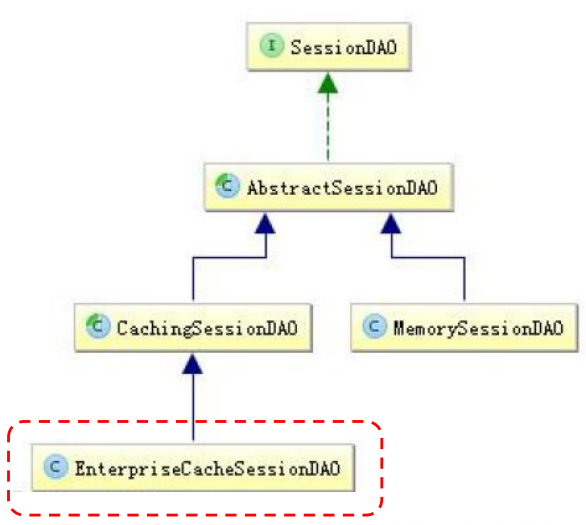 I SessionDAO
C AbstractSessionDAO
C CachingSessionDAO
C MemorySessionDAO
C EnterpriseCacheSessionDAO